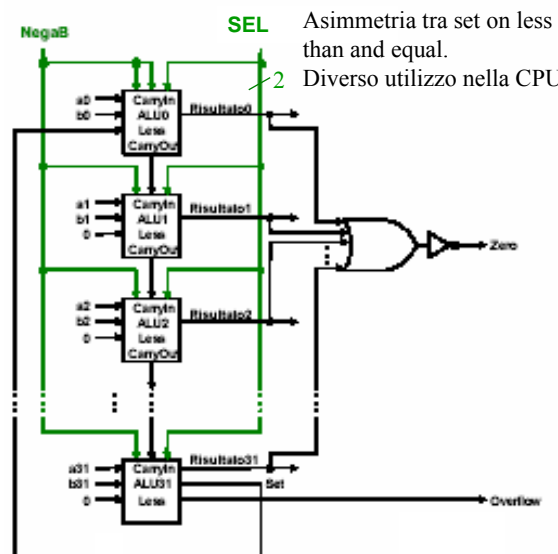 SEL
Asimmetria tra set on less
than and equal.
2
Diverso utilizzo nella CPU
NegaB
a0
b0
CarryIn
ALU0
Less
CarryOut
Risultato0
a1
b1
0
CarryIn
ALU1
Less
CarryOut
Risultato1
Zero
a2
b2
0
CarryIn
ALU2
Less
CarryOut
Risultato2
a31
b31
0
CarryIn
ALU31
Less
Risultato31
Set
Overflow